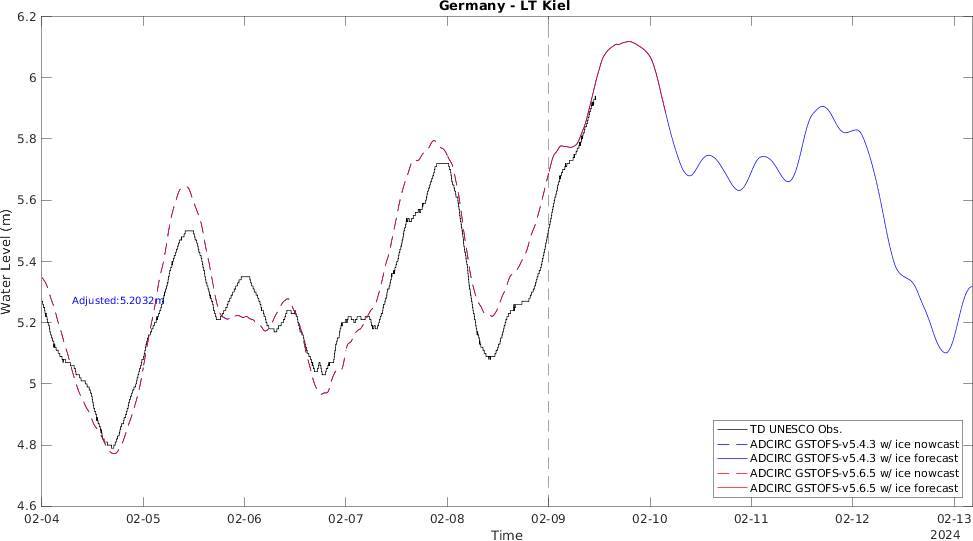 Germany - LT Kiel
6.2
6
5.8
5.6
5.4
5.2
5
4.8
4.6
Water Level (m)
Adjusted:5.2032m
TD UNESCO Obs.
ADCIRC GSTOFS-v5.4.3 w/ ice nowcast
ADCIRC GSTOFS-v5.4.3 w/ ice forecast
ADCIRC GSTOFS-v5.6.5 w/ ice nowcast
ADCIRC GSTOFS-v5.6.5 w/ ice forecast
02-04 02-05 02-06 02-07 02-08 02-09 02-10 02-11 02-12 02-13
Time
2024